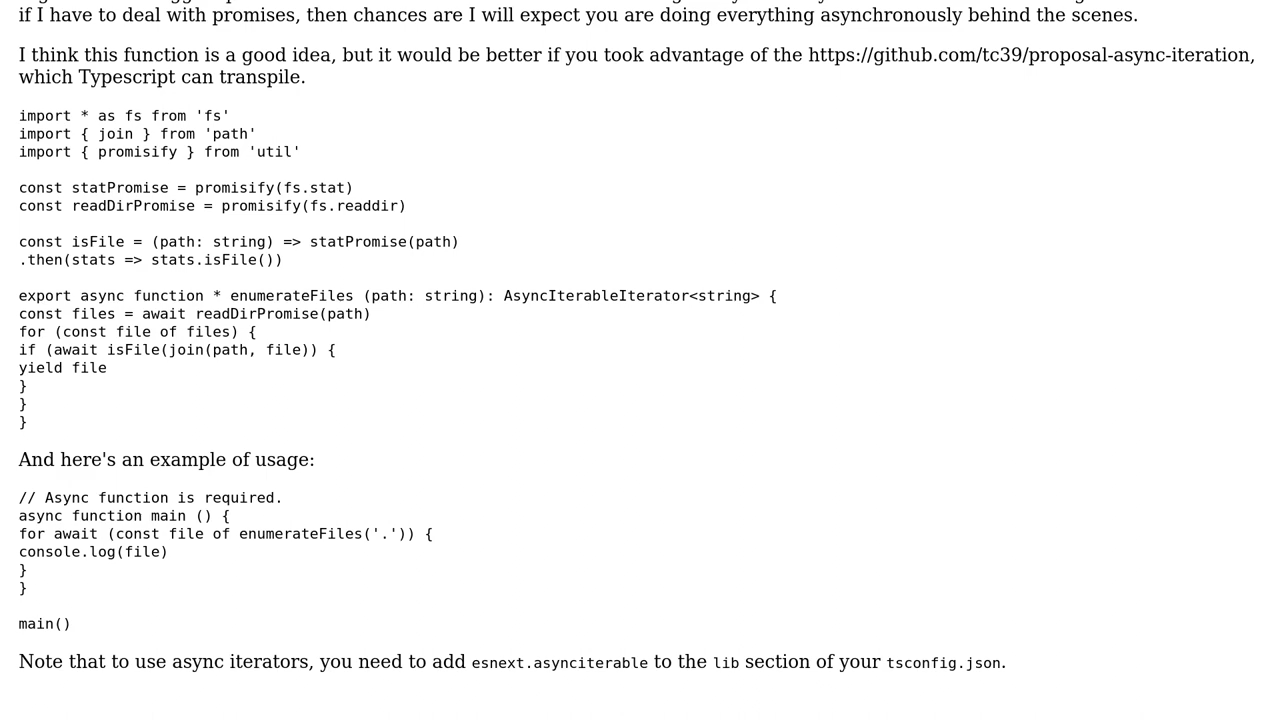 if I have to deal with promises, then chances are I will expect you are doing everything asynchronously behind the scenes.
I think this function is a good idea, but it would be better if you took advantage of the https://github.com/tc39/proposal-async-iteration,
which Typescript can transpile.
import * as fs from 'fs'
import { join } from 'path'
import { promisify } from 'util'
const statPromise = promisify(fs.stat)
const readDirPromise = promisify(fs.readdir)
const isFile = (path: string) => statPromise(path)
.then(stats => stats.isFile())
export async function * enumerateFiles (path: string): AsyncIterableIterator<string> {
const files = await readDirPromise(path)
for (const file of files) {
if (await isFile(join(path, file)) {
yield file
}
}
}
And here's an example of usage:
// Async function is required.
async function main () {
for await (const file of enumerateFiles('.')) {
console.log(file)
}
}
main()
Note that to use async iterators, you need to add esnext.asynciterable to the lib section of your tsconfig.json.